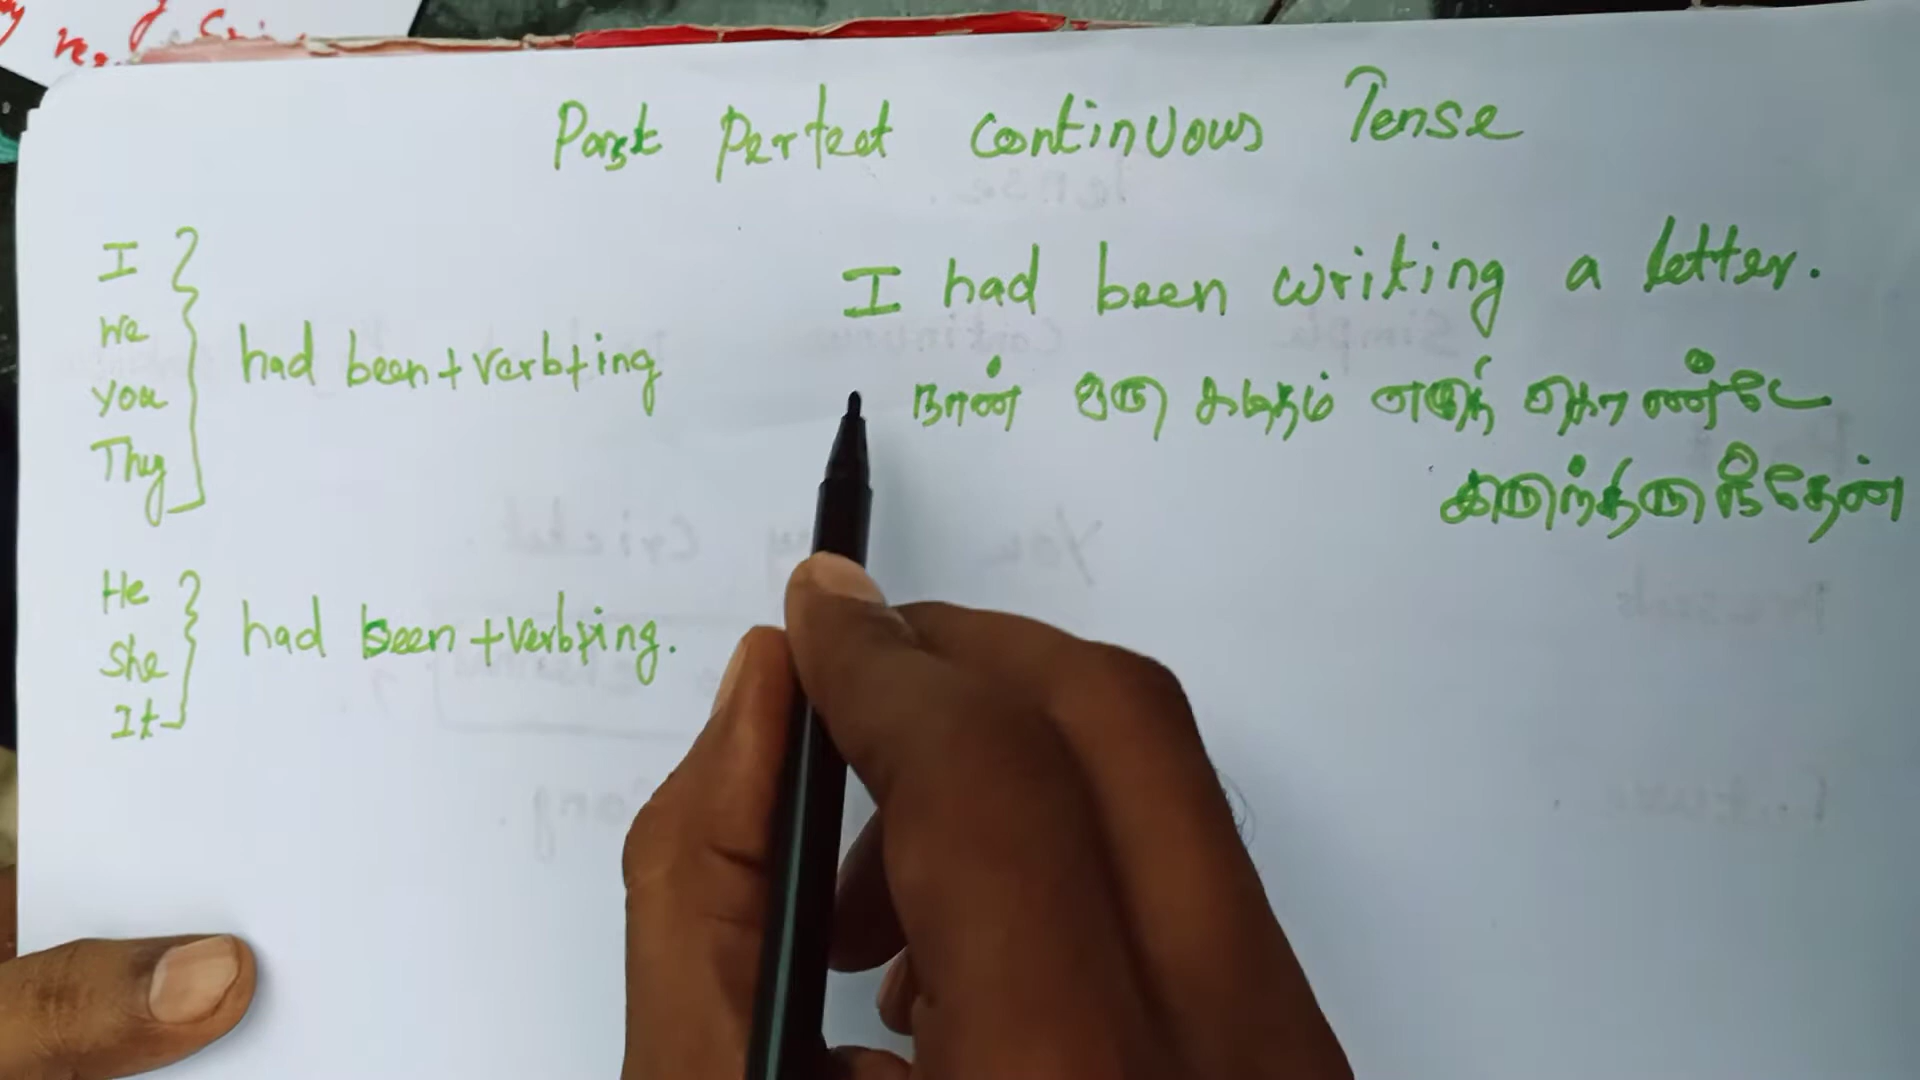 Past Perfect continuous Tense
I
We
you
They
had been+verb+ing
I had been writing a letter.
நான் ஒரு கடிதம் எழுதி கொண்டே
இருந்திருந்தேன்
He
She
It
had been +verb+ing.